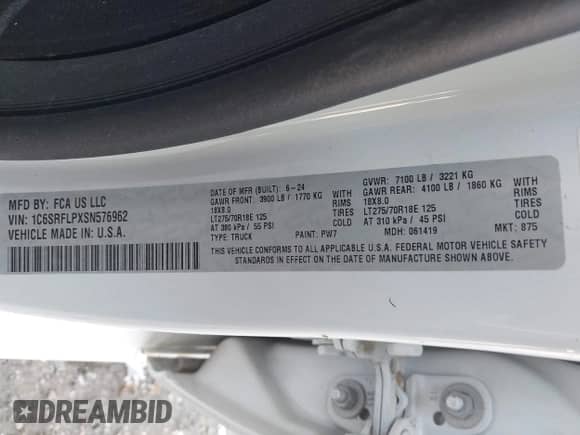 MFD BY: FCA US LLC
VIN: 1C6SRFLPXSN576962
VEHICLE MADE IN: U.S.A.
DATE OF MFR (BUILT): 6-24
GAWR FRONT: 3900 LB / 1770 KG
18X8.0
LT275/70R18E 125
AT 380 kPa / 55 PSI COLD
TYPE: TRUCK PAINT: PW7
GVWR: 7100 LB / 3221 KG
GAWR REAR: 4100 LB / 1860 KG
18X8.0 WITH TIRES RIMS
LT275/70R18E 125
AT 310 kPa / 45 PSI COLD
MDH: 061419 MKT: 875
THIS VEHICLE CONFORMS TO ALL APPLICABLE U.S.A. FEDERAL MOTOR VEHICLE SAFETY
STANDARDS IN EFFECT ON THE DATE OF MANUFACTURE SHOWN ABOVE.
DREAMBID